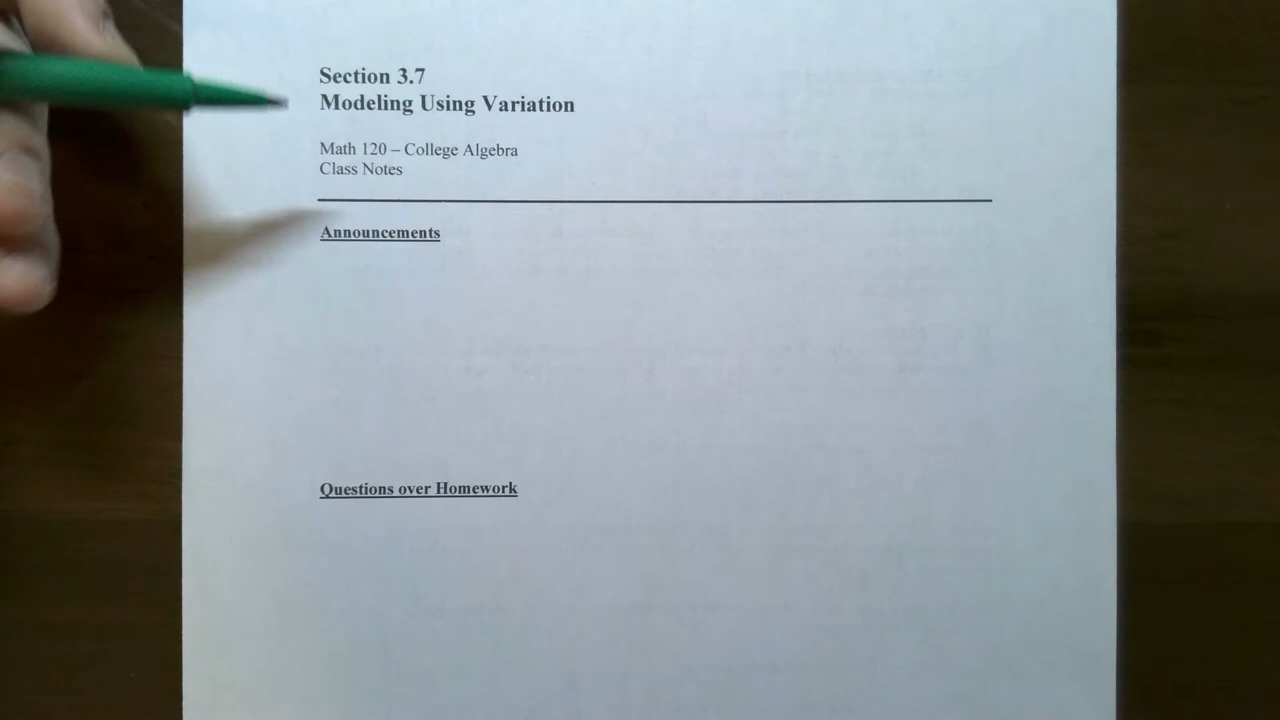 Section 3.7
Modeling Using Variation
Math 120 – College Algebra
Class Notes
Announcements
Questions over Homework